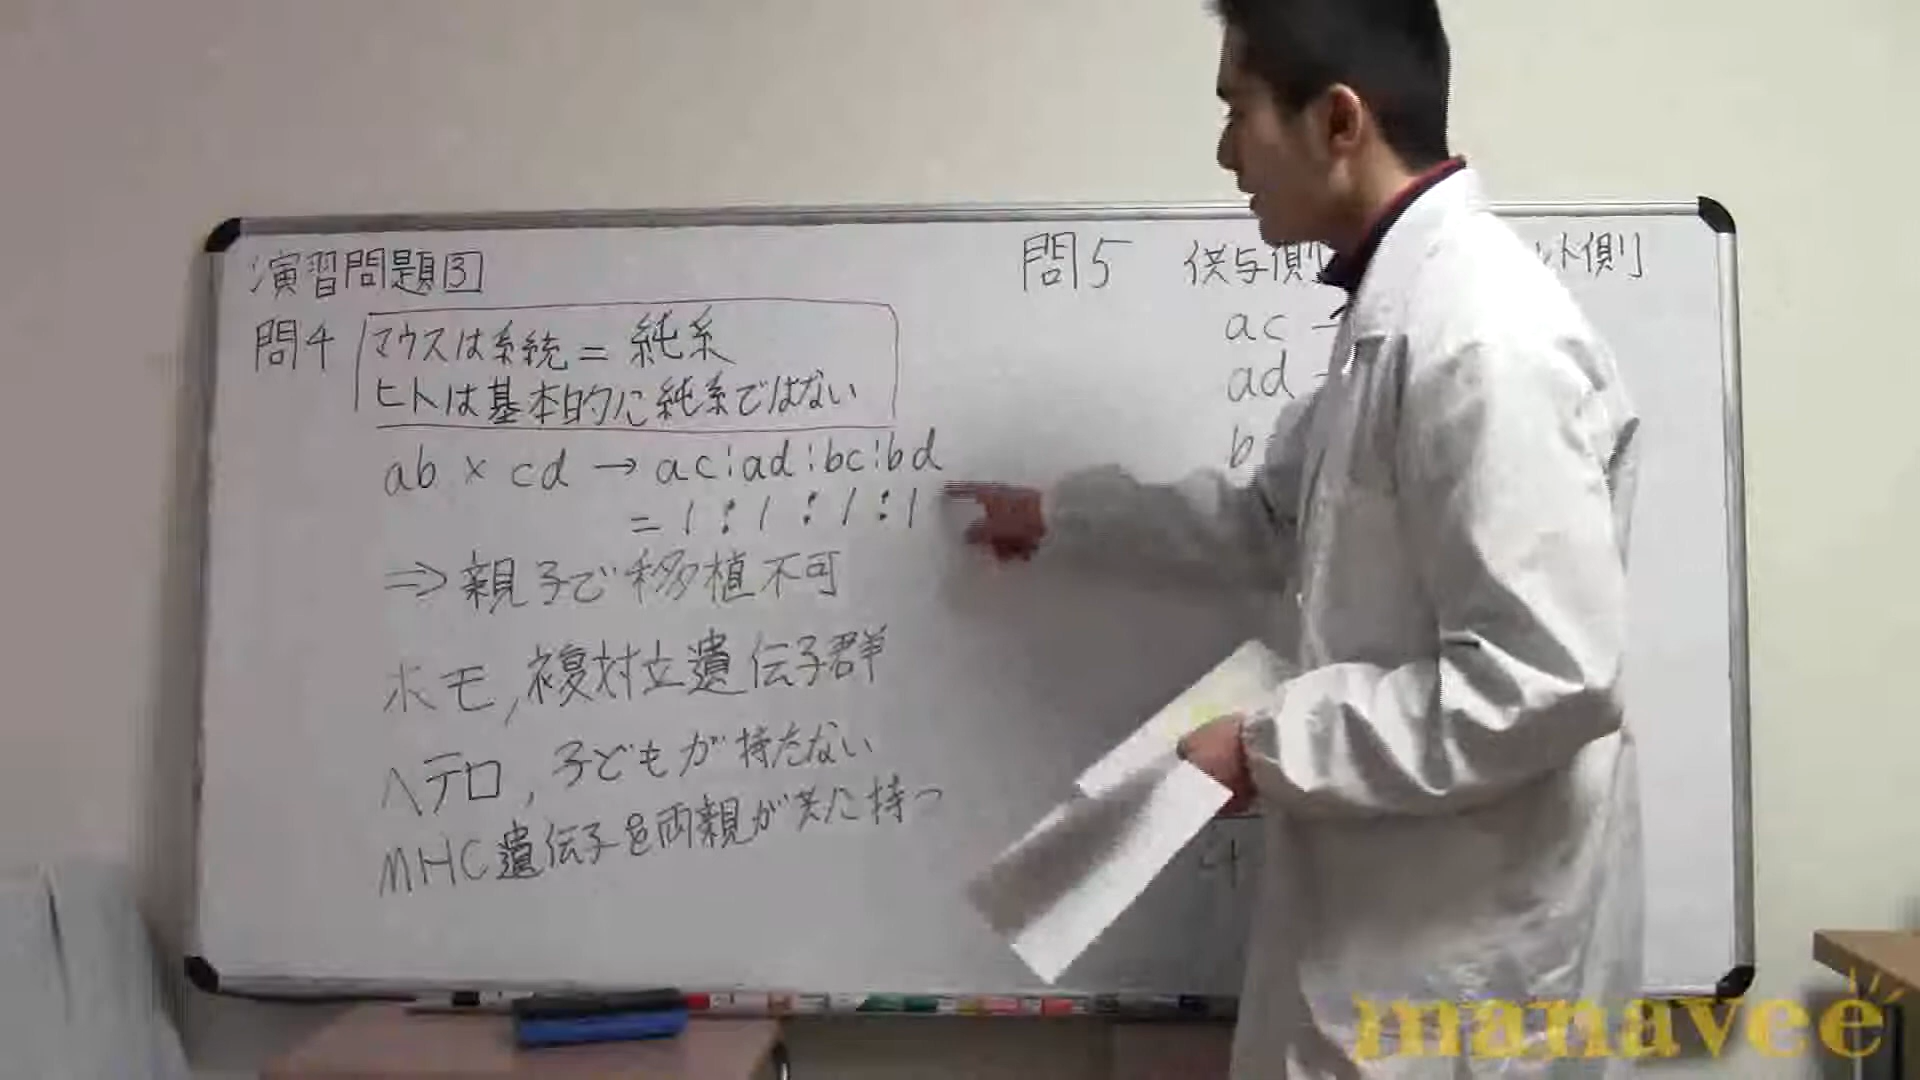 演習問題3
問4
マウスは系統=純系
ヒトは基本的に純系ではない
ab × cd → ac:ad:bc:bd
= 1:1:1:1
⇒ 親子で移植不可
ホモ, 複対立遺伝子群
ヘテロ, 子どもが持たない
MHC遺伝子を両親が共に持つ
問5 供与側 ント側
ac
ad
b
manavee